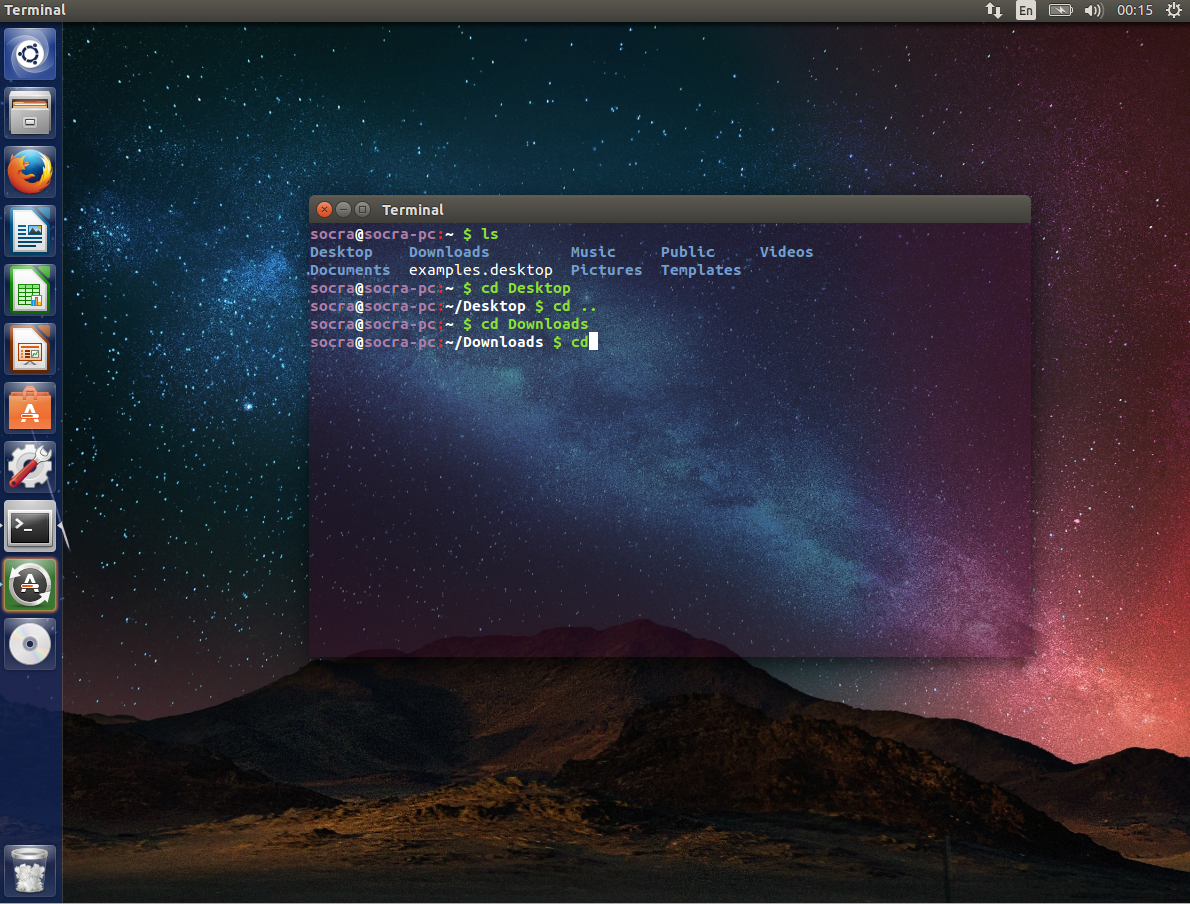 Terminal
En
00:15
Terminal
socra@socra-pc:~ $ ls
Desktop    Downloads         Music     Public     Videos
Documents  examples.desktop  Pictures  Templates
socra@socra-pc:~ $ cd Desktop
socra@socra-pc:~/Desktop $ cd ..
socra@socra-pc:~ $ cd Downloads
socra@socra-pc:~/Downloads $ cd